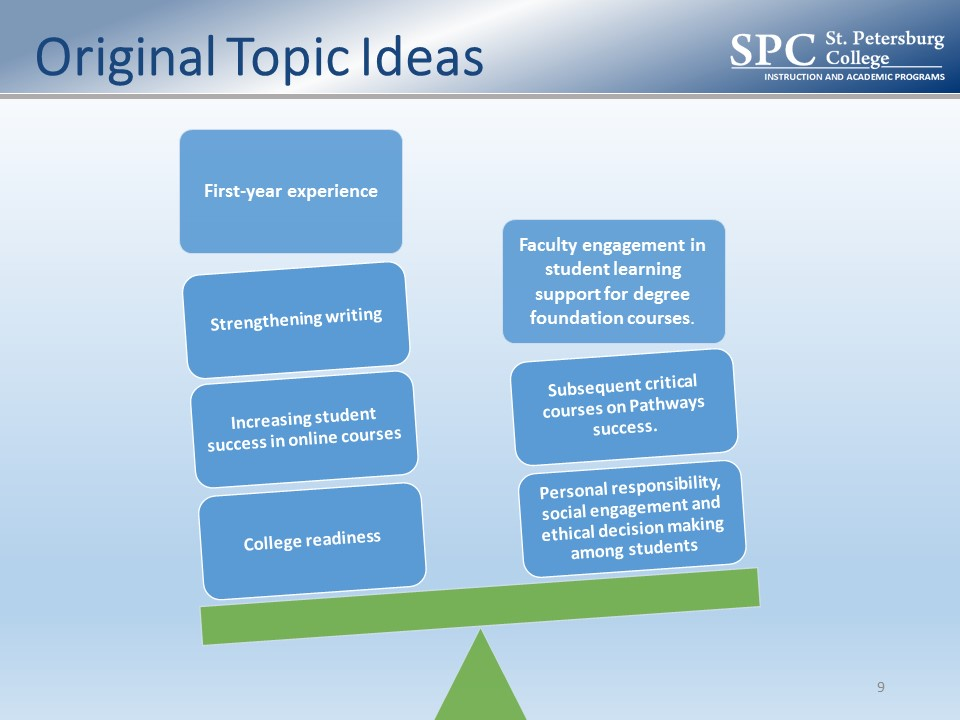 Original Topic Ideas
SPC St. Petersburg
College
INSTRUCTION AND ACADEMIC PROGRAMS
First-year experience
Strengthening writing
Increasing student
success in online courses
College readiness
Faculty engagement in
student learning
support for degree
foundation courses.
Subsequent critical
courses on Pathways
success.
Personal responsibility,
social engagement and
ethical decision making
among students
9